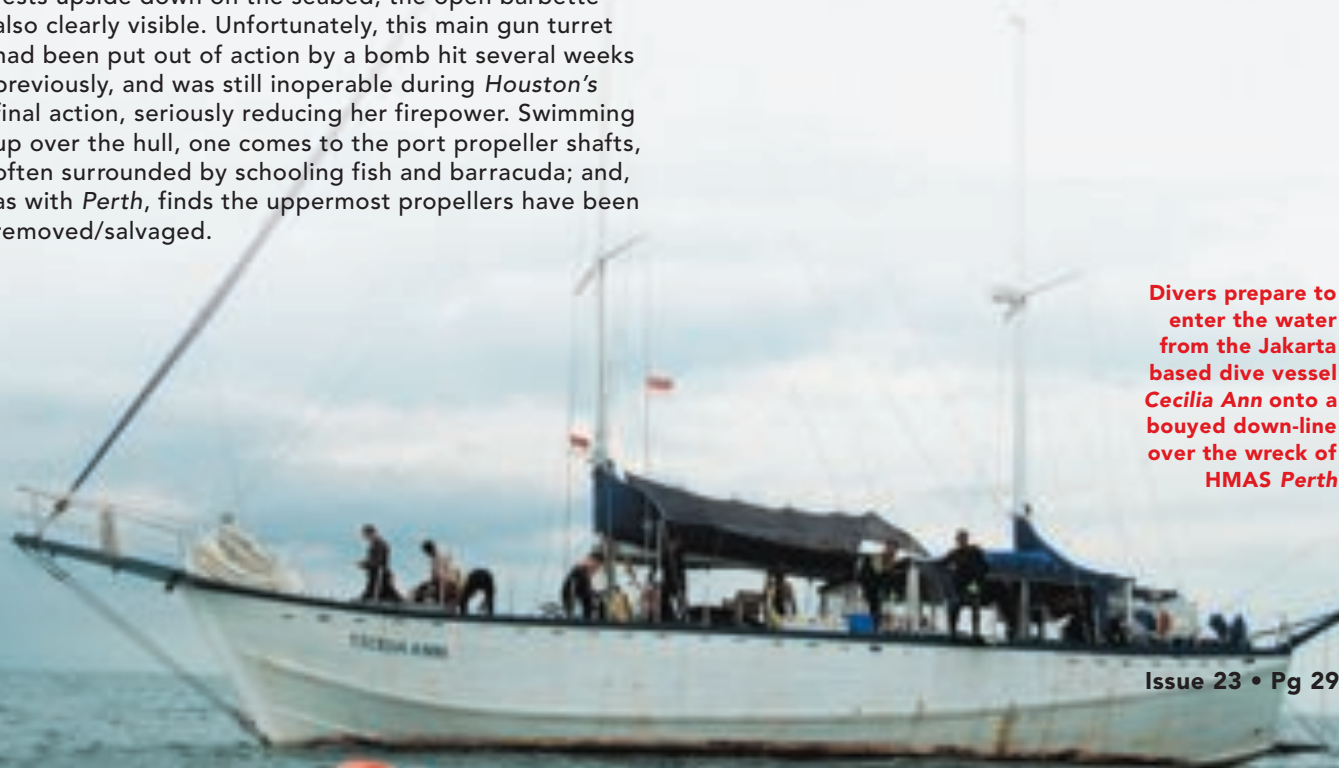 rests upside down on the seabed, the open barbette
also clearly visible. Unfortunately, this main gun turret
had been put out of action by a bomb hit several weeks
previously, and was still inoperable during Houston's
final action, seriously reducing her firepower. Swimming
up over the hull, one comes to the port propeller shafts,
often surrounded by schooling fish and barracuda; and,
as with Perth, finds the uppermost propellers have been
removed/salvaged.
Divers prepare to
enter the water
from the Jakarta
based dive vessel
Cecilia Ann onto a
bouyed down-line
over the wreck of
HMAS Perth
CECILIA ANN
Issue 23 • Pg 29